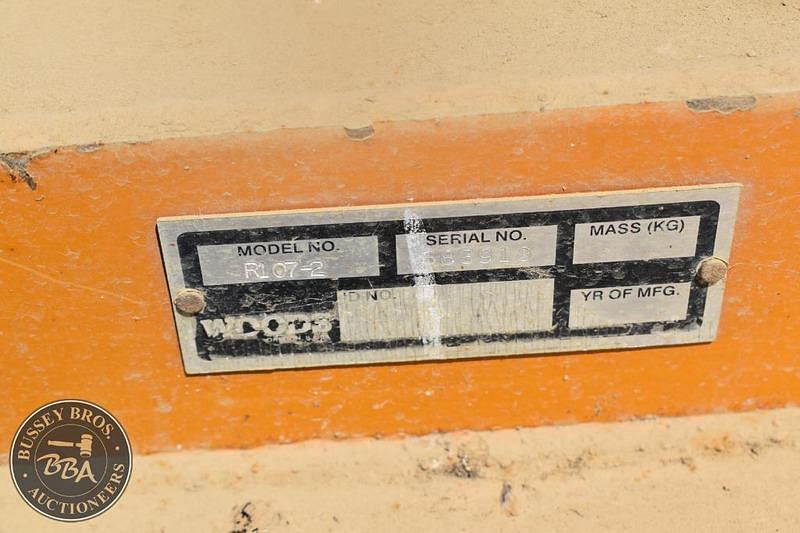 MODEL NO.
R107-2
SERIAL NO.
MASS (KG)
ID NO.
YR OF MFG.
WOODS
BUSSEY BROS.
BBA
AUCTIONEERS